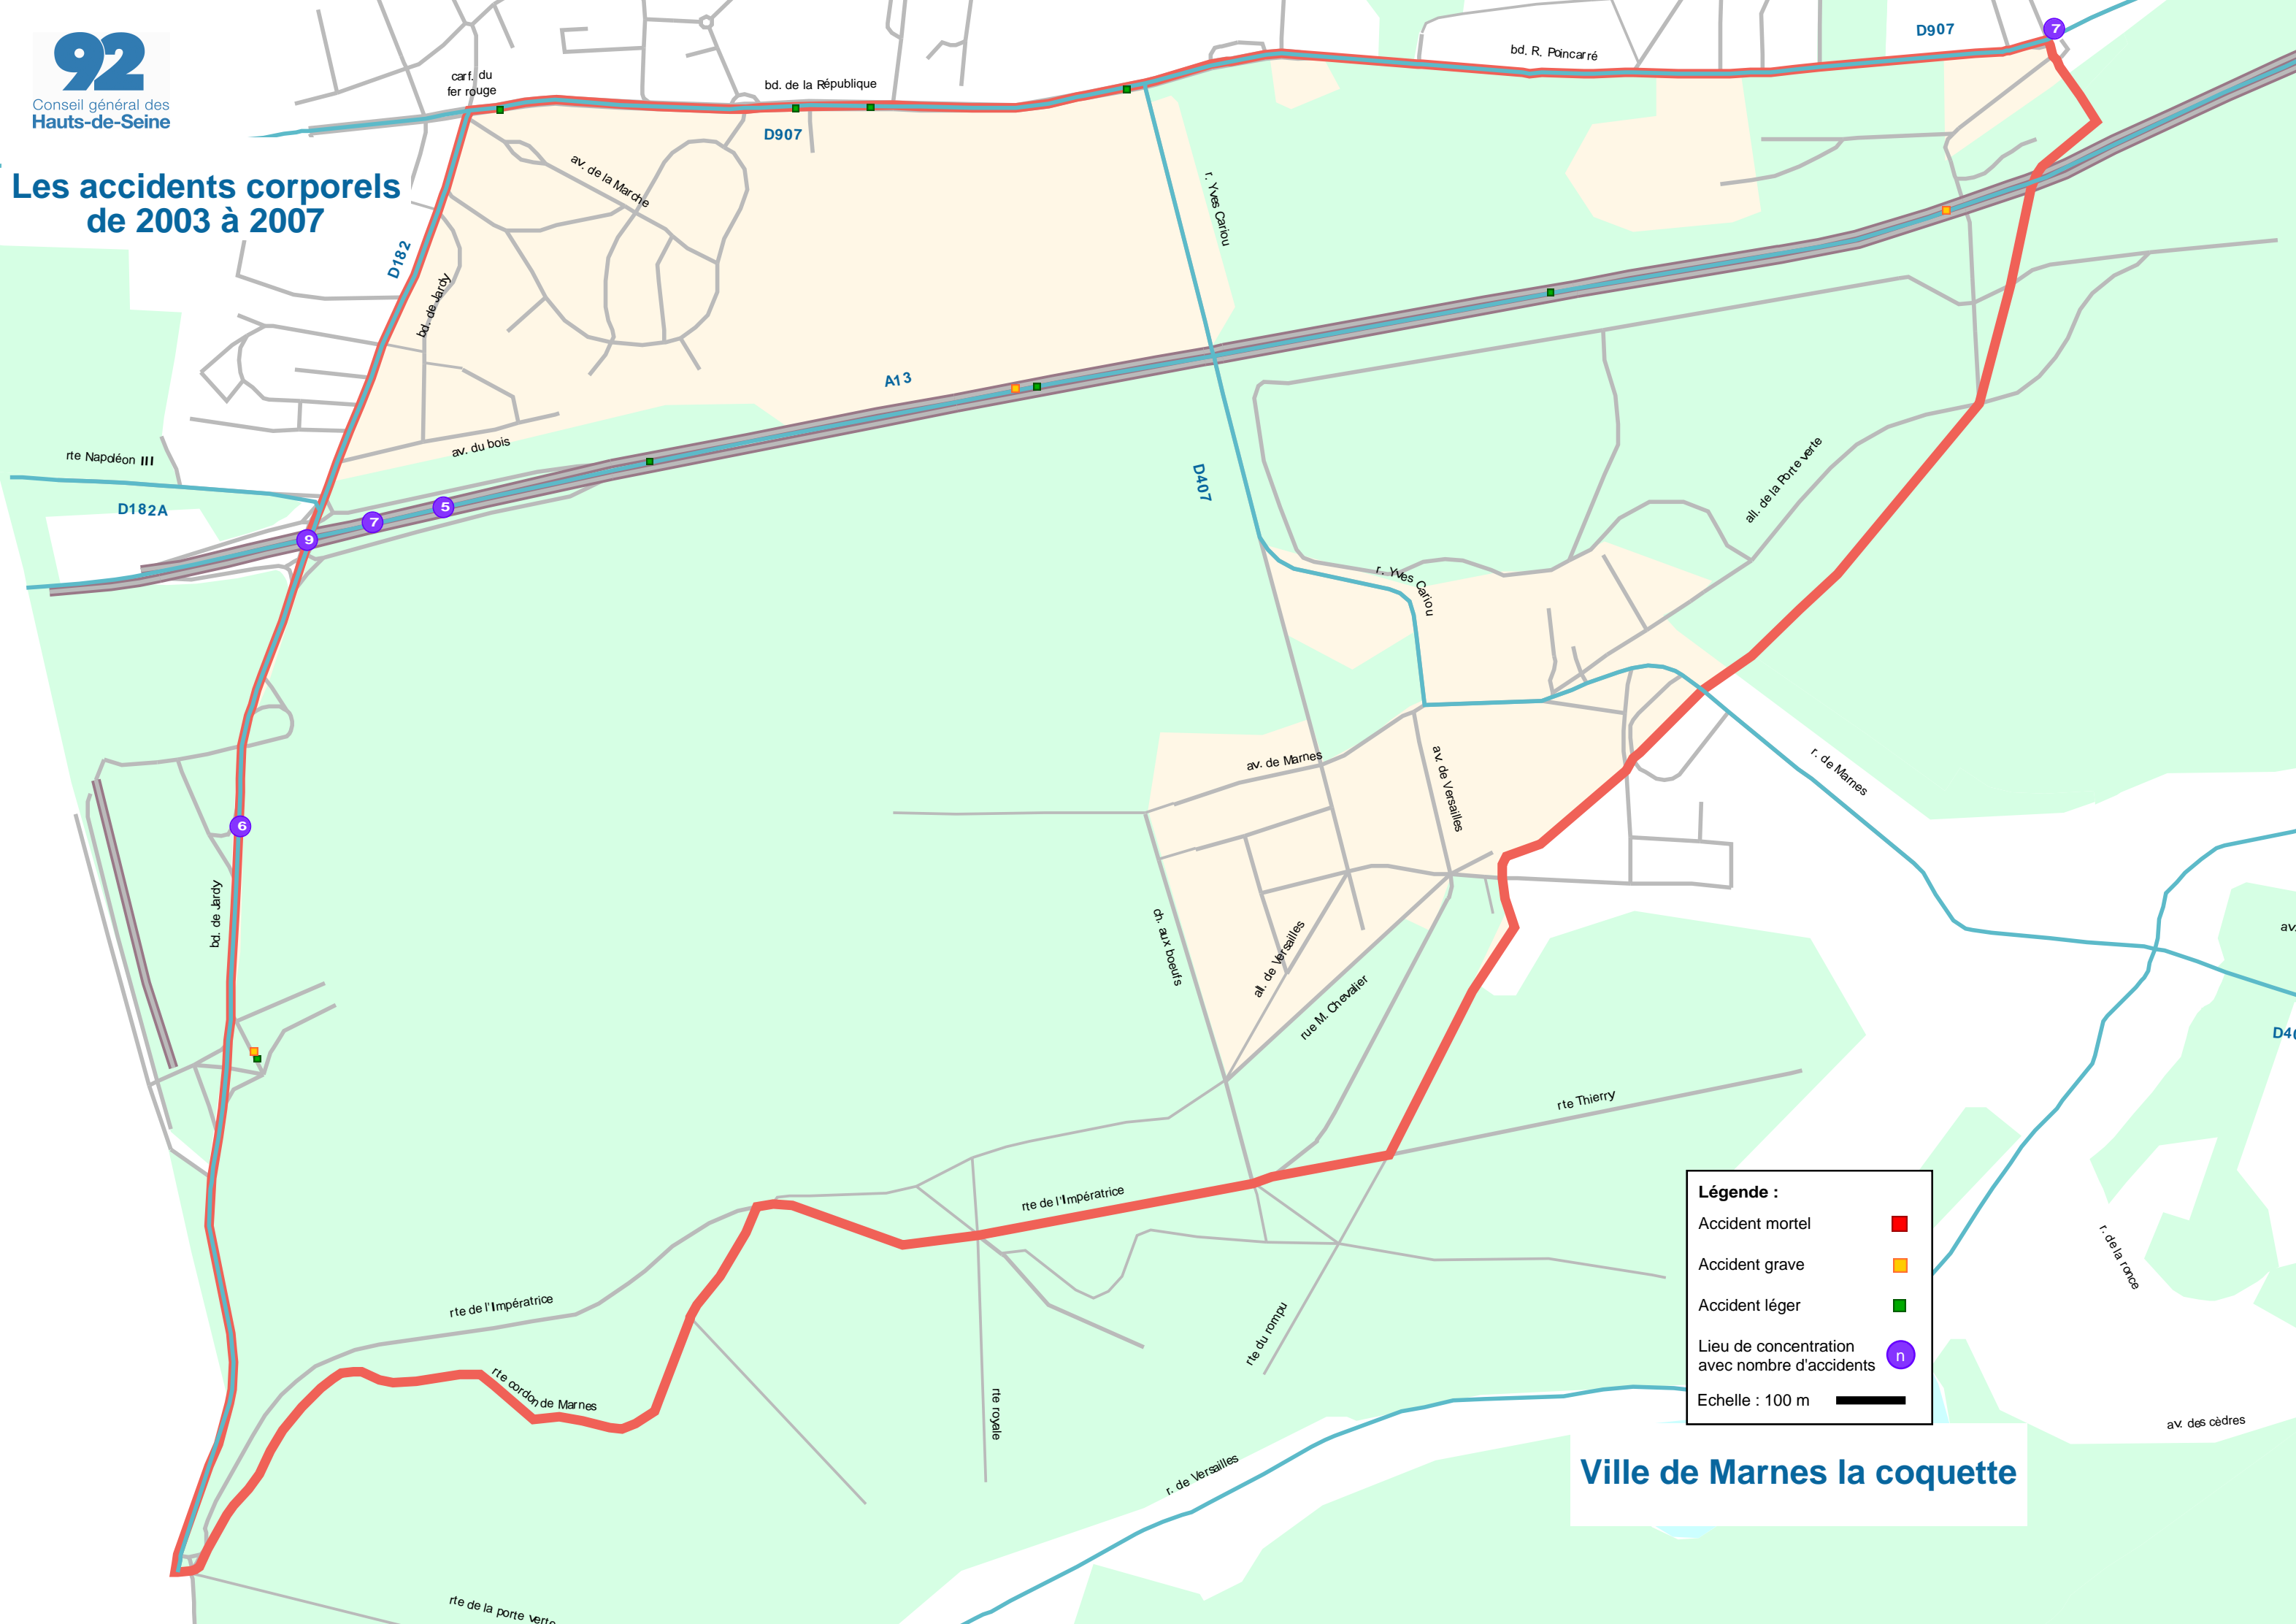 92
Conseil général des
Hauts-de-Seine
Les accidents corporels
de 2003 à 2007
carf. du
fer rouge
bd. de la République
D907
bd. R. Poincarré
D907
7
av. de la Marche
r. Yves Cariou
D182
bd. de Jardy
A13
av. du bois
rte Napoléon III
D182A
9
7
5
D407
all. de la Porte verte
r. Yves Cariou
6
av. de Marnes
av. de Versailles
r. de Marnes
bd. de Jardy
ch. aux boeufs
all. de Versailles
rue M. Chevalier
av.
D40
rte Thierry
rte de l'Impératrice
rte de l'Impératrice
rte cordon de Marnes
rte royale
rte du rompu
r. de Versailles
r. de la ronce
av. des cèdres
rte de la porte verte
Légende :
Accident mortel
Accident grave
Accident léger
Lieu de concentration
avec nombre d'accidents
n
Echelle : 100 m
Ville de Marnes la coquette